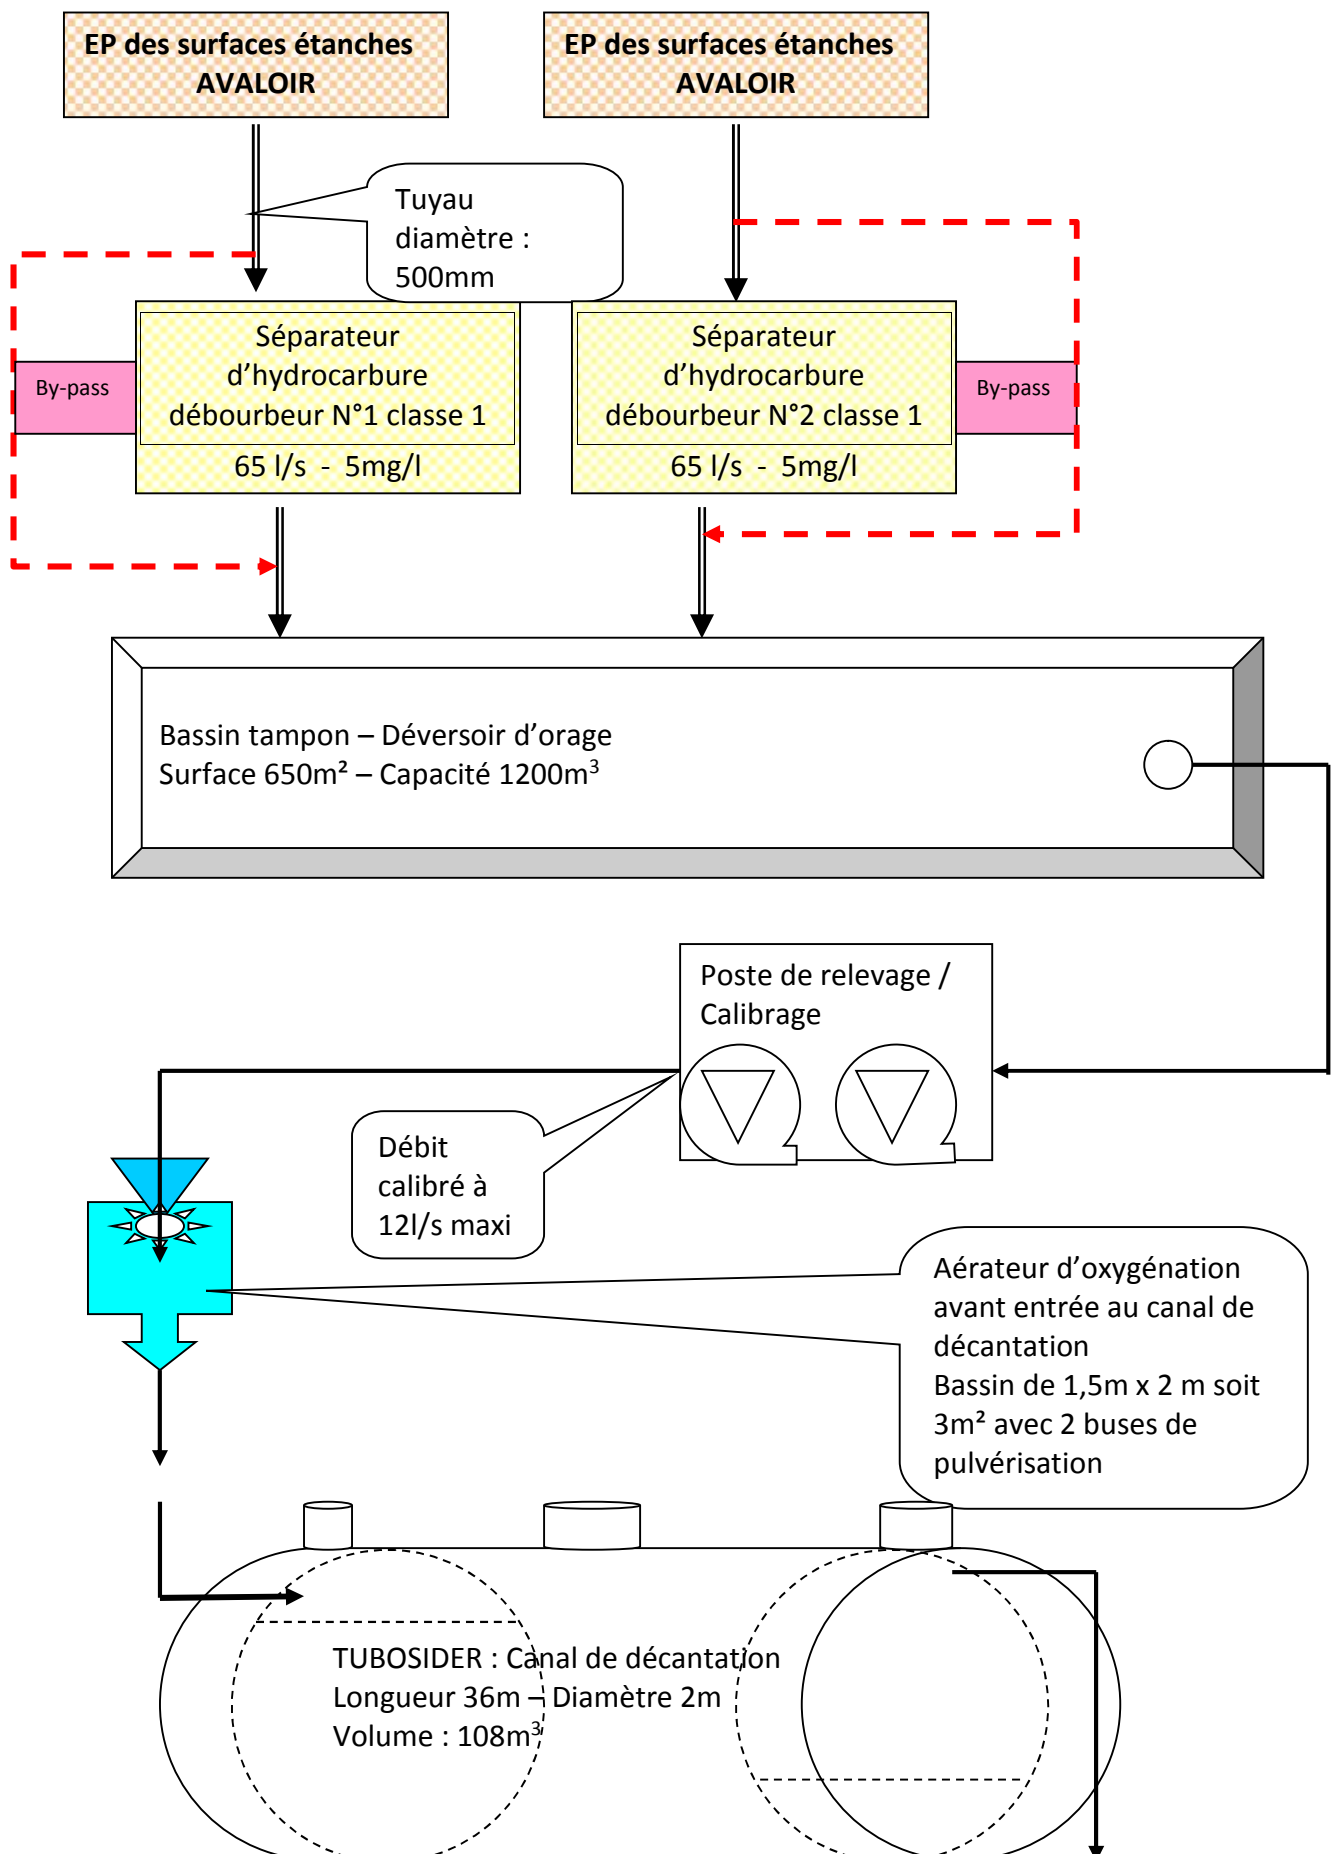 EP des surfaces étanches
AVALOIR
EP des surfaces étanches
AVALOIR
Tuyau
diamètre :
500mm
By-pass
Séparateur
d’hydrocarbure
débourbeur N°1 classe 1
65 l/s - 5mg/l
Séparateur
d’hydrocarbure
débourbeur N°2 classe 1
65 l/s - 5mg/l
By-pass
Bassin tampon – Déversoir d’orage
Surface 650m² – Capacité 1200m³
Poste de relevage /
Calibrage
Débit
calibré à
12l/s maxi
Aérateur d’oxygénation
avant entrée au canal de
décantation
Bassin de 1,5m x 2 m soit
3m² avec 2 buses de
pulvérisation
TUBOSIDER : Canal de décantation
Longueur 36m – Diamètre 2m
Volume : 108m³